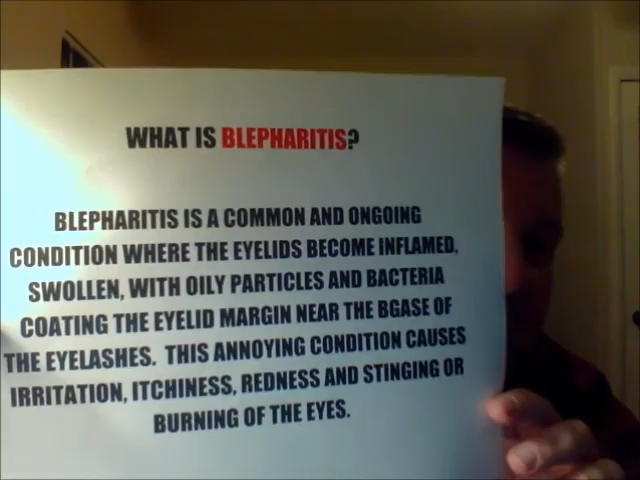 WHAT IS BLEPHARITIS?
BLEPHARITIS IS A COMMON AND ONGOING
CONDITION WHERE THE EYELIDS BECOME INFLAMED,
SWOLLEN, WITH OILY PARTICLES AND BACTERIA
COATING THE EYELID MARGIN NEAR THE BGASE OF
THE EYELASHES. THIS ANNOYING CONDITION CAUSES
IRRITATION, ITCHINESS, REDNESS AND STINGING OR
BURNING OF THE EYES.